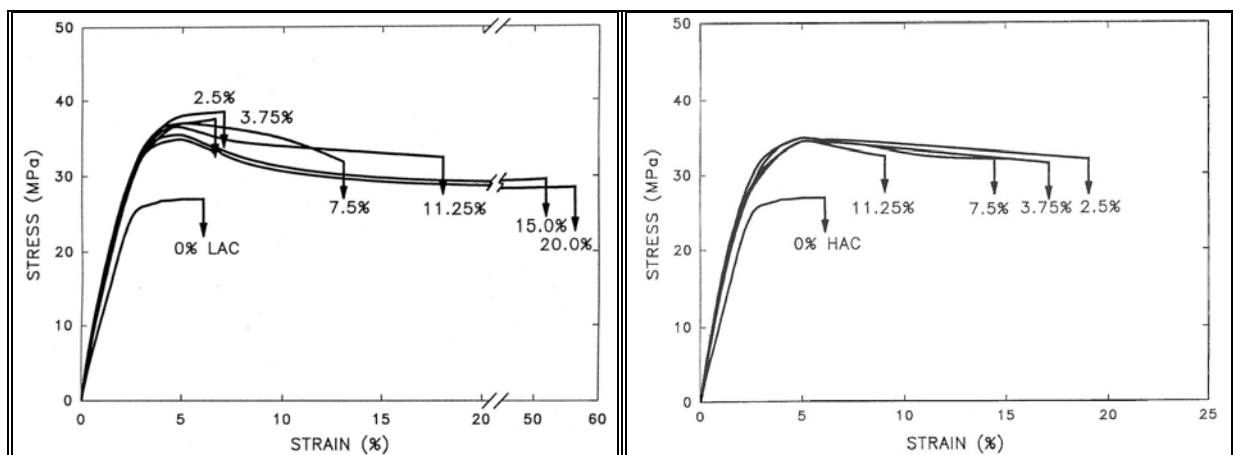 50
40
30
20
10
0
STRESS (MPa)
2.5%
3.75%
7.5%
11.25%
15.0%
20.0%
0% LAC
0 5 10 15 20 50 60
STRAIN (%)
50
40
30
20
10
0
STRESS (MPa)
11.25% 7.5% 3.75% 2.5%
0% HAC
0 5 10 15 20 25
STRAIN (%)